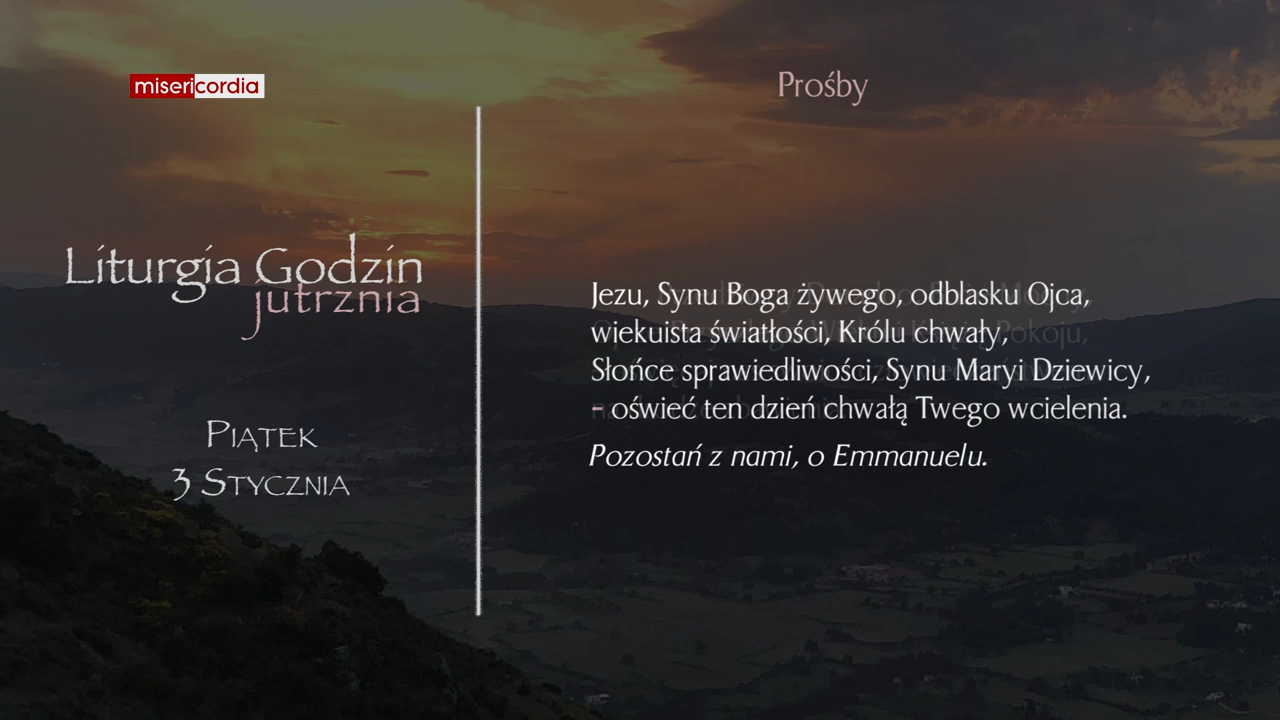 misericordia
Prośby
Liturgia Godzin
jutrznia
Piątek
3 Stycznia
Jezu, Synu Boga żywego, odblasku Ojca,
wiekuista światłości, Królu chwały,
Słońce sprawiedliwości, Synu Maryi Dziewicy,
- oświeć ten dzień chwałą Twego wcielenia.
Pozostań z nami, o Emmanuelu.